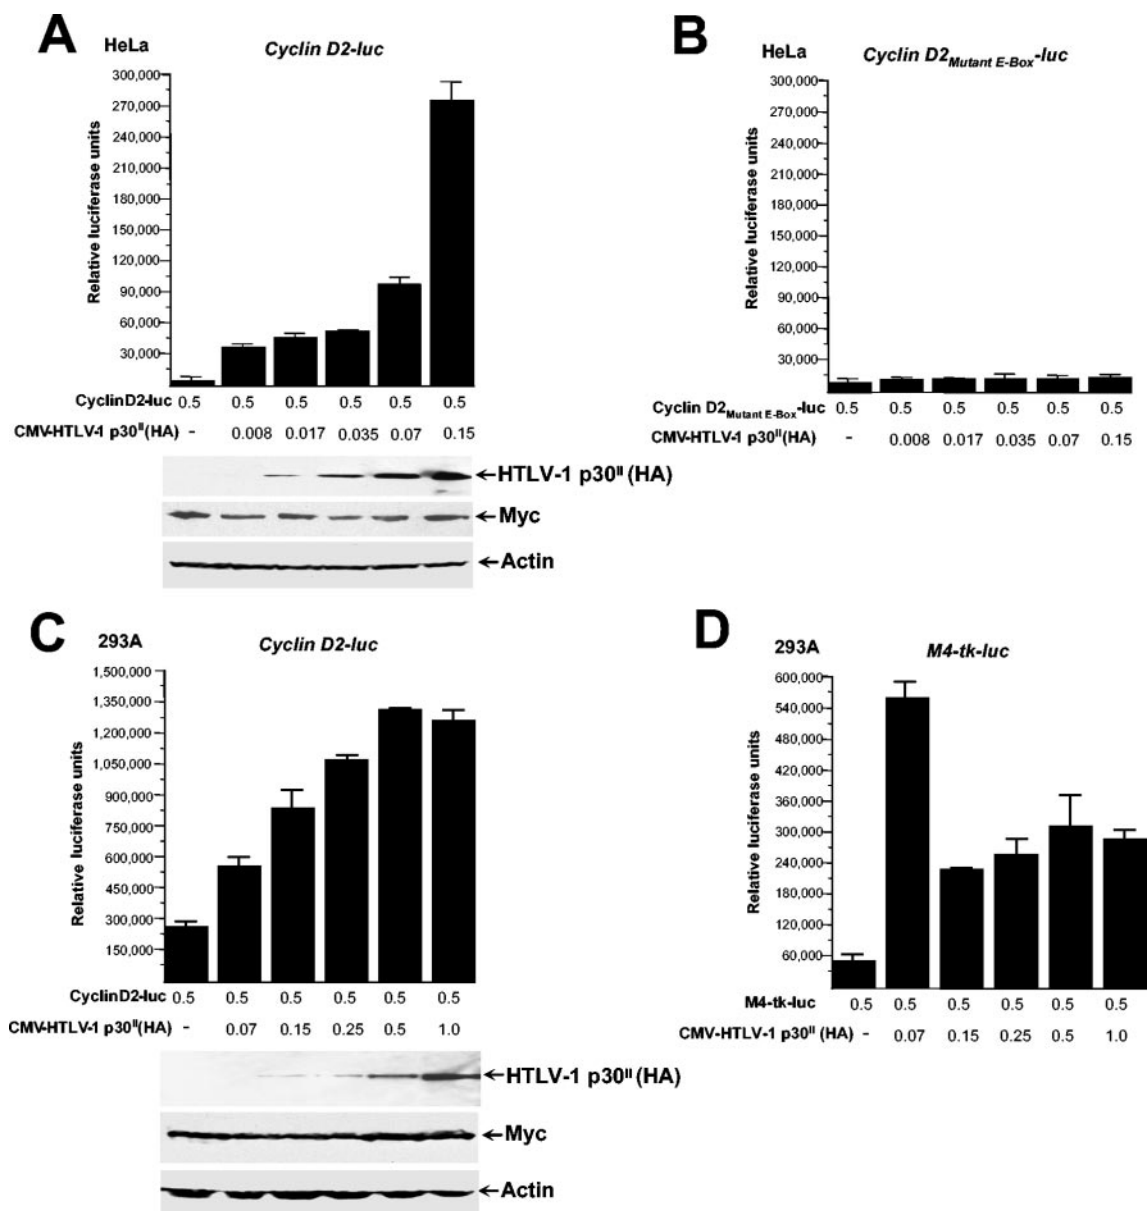 A
HeLa
Cyclin D2-luc
300,000
270,000
240,000
210,000
180,000
150,000
120,000
90,000
60,000
30,000
Relative luciferase units
CyclinD2-luc 0.5 0.5 0.5 0.5 0.5 0.5
CMV-HTLV-1 p30ᴵᴵ(HA) - 0.008 0.017 0.035 0.07 0.15
←HTLV-1 p30ᴵᴵ (HA)
←Myc
←Actin
B
HeLa
Cyclin D2Mutant E-Box-luc
300,000
270,000
240,000
210,000
180,000
150,000
120,000
90,000
60,000
30,000
Relative luciferase units
Cyclin D2Mutant E-Box-luc 0.5 0.5 0.5 0.5 0.5 0.5
CMV-HTLV-1 p30ᴵᴵ(HA) - 0.008 0.017 0.035 0.07 0.15
C
293A
Cyclin D2-luc
1,500,000
1,350,000
1,200,000
1,050,000
900,000
750,000
600,000
450,000
300,000
150,000
Relative luciferase units
CyclinD2-luc 0.5 0.5 0.5 0.5 0.5 0.5
CMV-HTLV-1 p30ᴵᴵ(HA) - 0.07 0.15 0.25 0.5 1.0
←HTLV-1 p30ᴵᴵ (HA)
←Myc
←Actin
D
293A
M4-tk-luc
600,000
540,000
480,000
420,000
360,000
300,000
240,000
180,000
120,000
60,000
Relative luciferase units
M4-tk-luc 0.5 0.5 0.5 0.5 0.5 0.5
CMV-HTLV-1 p30ᴵᴵ (HA) - 0.07 0.15 0.25 0.5 1.0